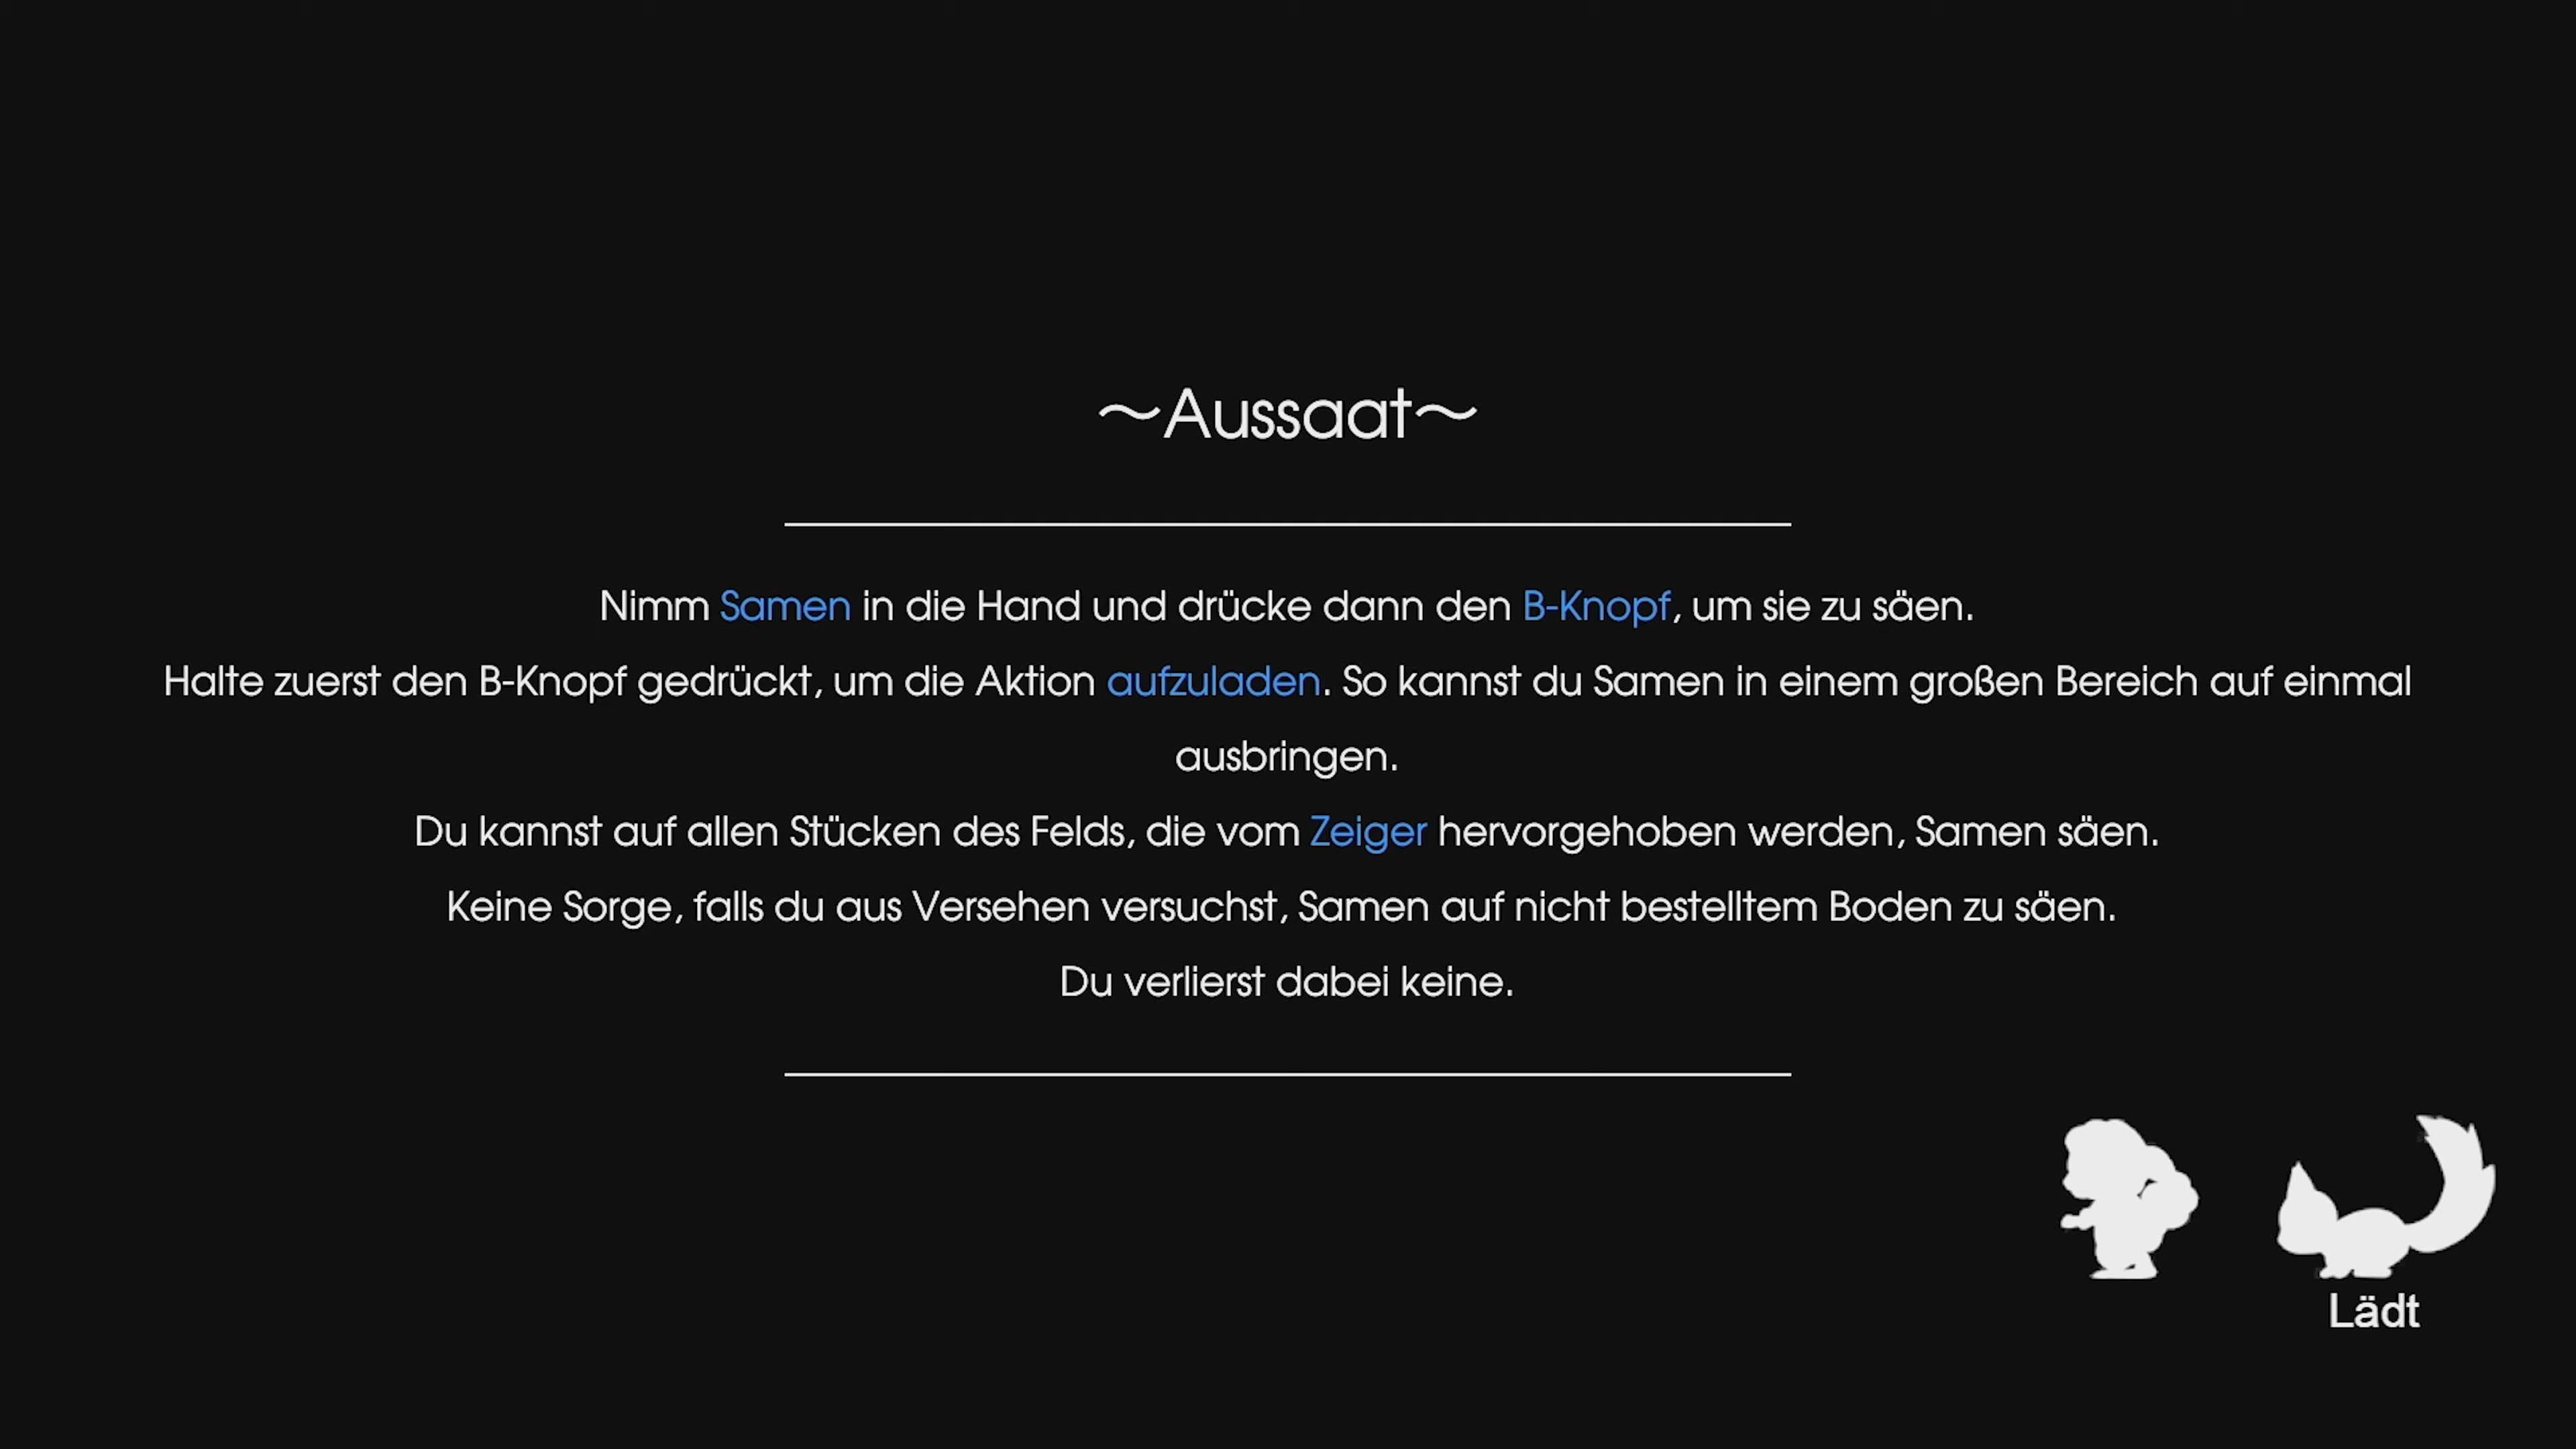 ～Aussaat～
Nimm Samen in die Hand und drücke dann den B-Knopf, um sie zu säen.
Halte zuerst den B-Knopf gedrückt, um die Aktion aufzuladen. So kannst du Samen in einem großen Bereich auf einmal
ausbringen.
Du kannst auf allen Stücken des Felds, die vom Zeiger hervorgehoben werden, Samen säen.
Keine Sorge, falls du aus Versehen versuchst, Samen auf nicht bestelltem Boden zu säen.
Du verlierst dabei keine.
Lädt